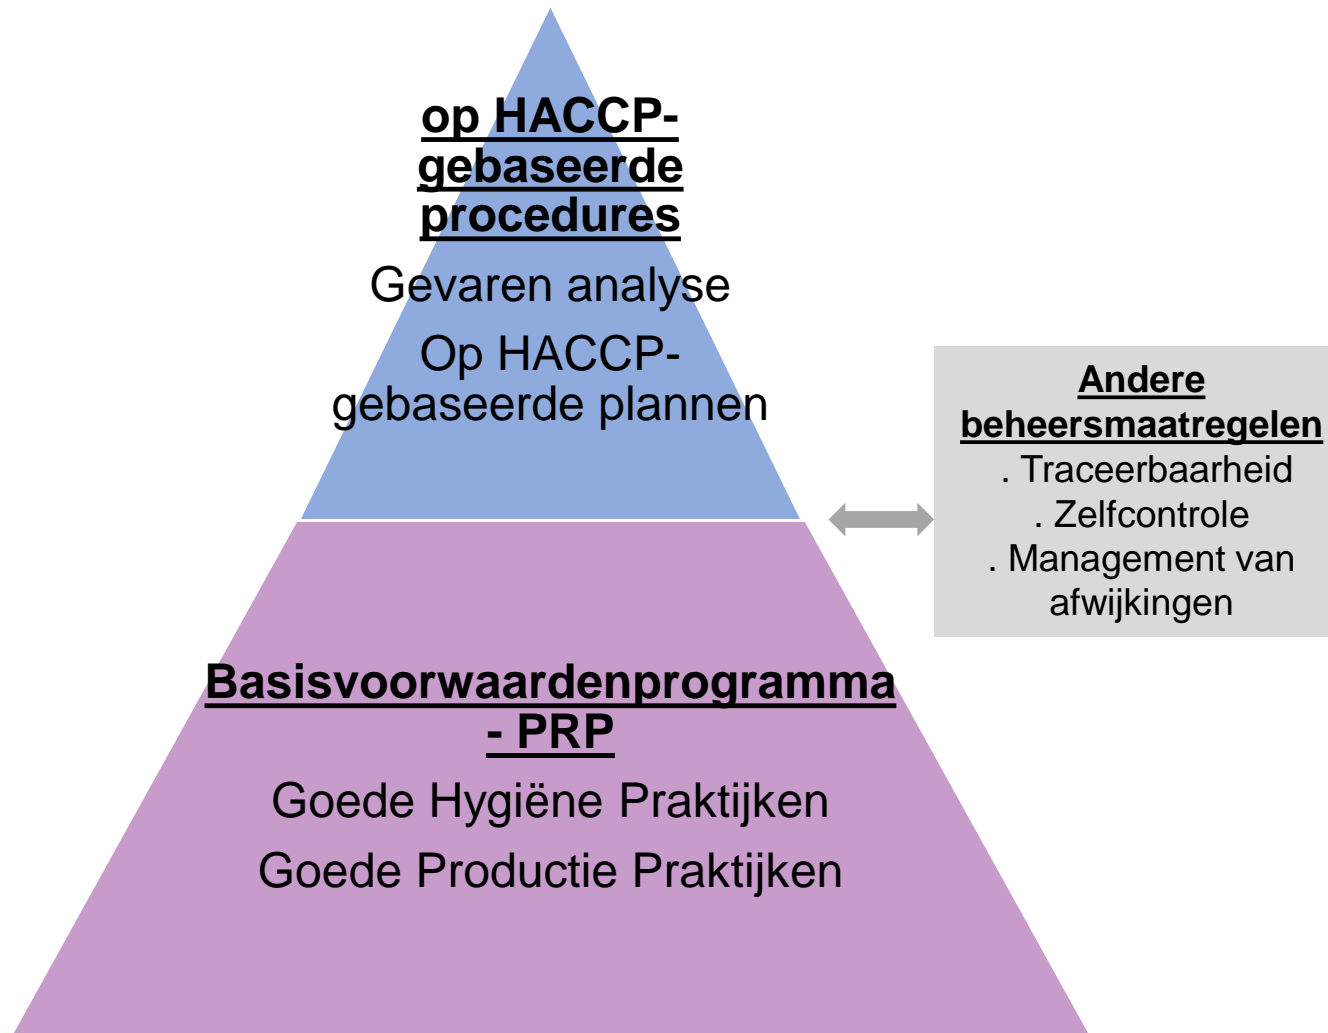 op HACCP-
gebaseerde
procedures
Gevaren analyse
Op HACCP-
gebaseerde plannen
Andere
beheersmaatregelen
. Traceerbaarheid
. Zelfcontrole
. Management van
afwijkingen
Basisvoorwaardenprogramma
- PRP
Goede Hygiëne Praktijken
Goede Productie Praktijken